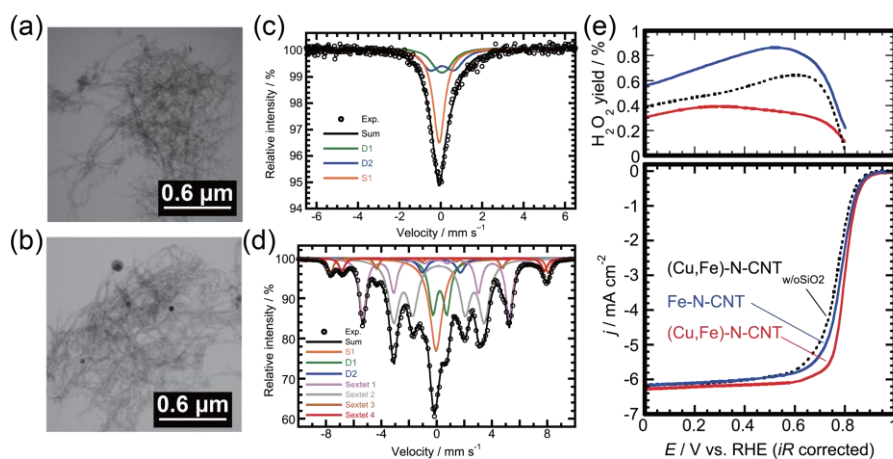 (a)
0.6 μm
(b)
0.6 μm
(c)
Relative intensity / %
100
99
98
97
96
95
94
Exp.
Sum
D1
D2
S1
-6 -4 -2 0 2 4 6
Velocity / mm s⁻¹
(d)
Relative intensity / %
100
90
80
70
60
Exp.
Sum
S1
D1
D2
Sextet 1
Sextet 2
Sextet 3
Sextet 4
-8 -4 0 4 8
Velocity / mm s⁻¹
(e)
H₂O₂ yield / %
1
0.8
0.6
0.4
0.2
0
j / mA cm⁻²
0
-1
-2
-3
-4
-5
-6
-7
(Cu,Fe)-N-CNT w/oSiO2
Fe-N-CNT
(Cu,Fe)-N-CNT
0 0.2 0.4 0.6 0.8 1
E / V vs. RHE (iR corrected)